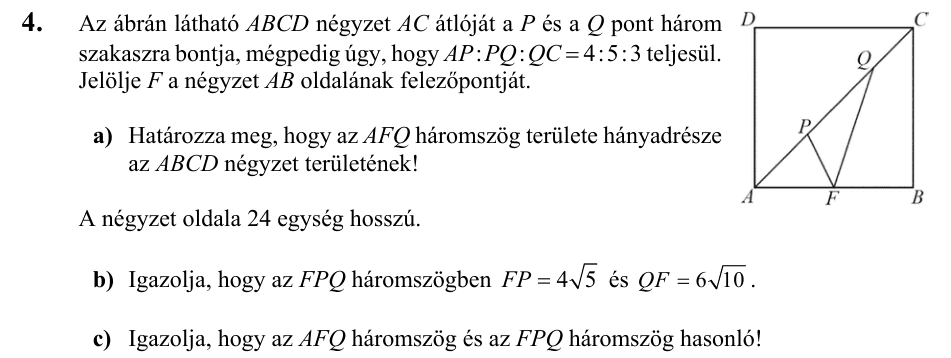 4. Az ábrán látható ABCD négyzet AC átlóját a P és a Q pont három
szakaszra bontja, mégpedig úgy, hogy AP:PQ:QC = 4:5:3 teljesül.
Jelölje F a négyzet AB oldalának felezőpontját.
a) Határozza meg, hogy az AFQ háromszög területe hányadrésze
az ABCD négyzet területének!
A négyzet oldala 24 egység hosszú.
b) Igazolja, hogy az FPQ háromszögben FP = 4√5 és QF = 6√10 .
c) Igazolja, hogy az AFQ háromszög és az FPQ háromszög hasonló!
D
C
Q
P
A
F
B